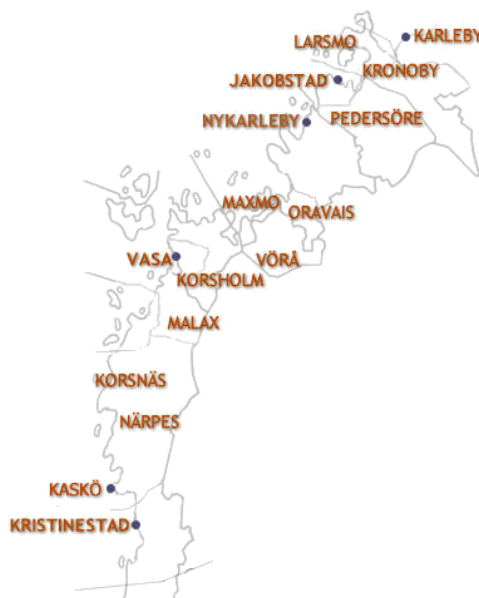 KARLEBY
LARSMO
KRONOBY
JAKOBSTAD
PEDERSÖRE
NYKARLEBY
MAXMO
ORAVAIS
VASA
VÖRÅ
KORSHOLM
MALAX
KORSNÄS
NÄRPES
KASKÖ
KRISTINESTAD